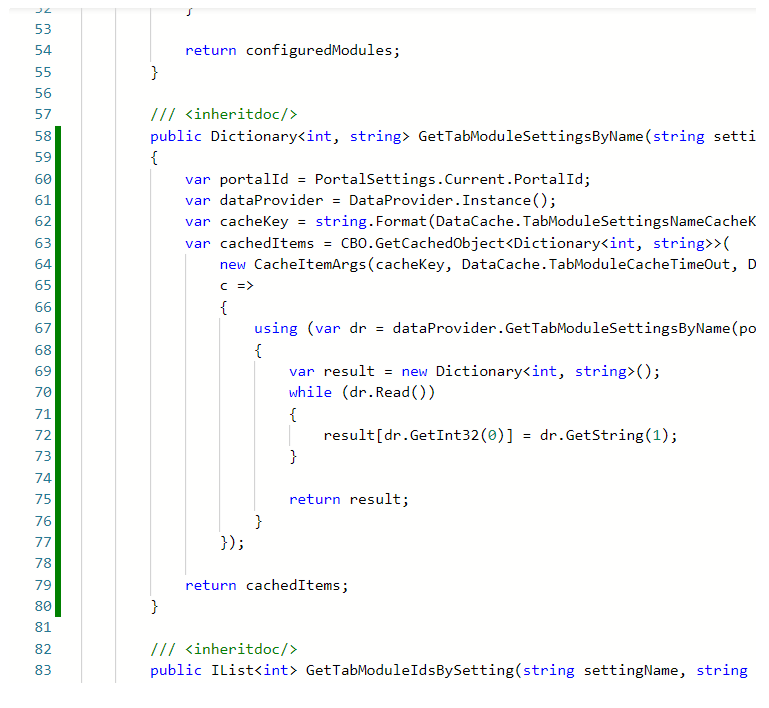 }
53
54 return configuredModules;
55 }
56
57 /// <inheritdoc/>
58 public Dictionary<int, string> GetTabModuleSettingsByName(string setti
59 {
60 var portalId = PortalSettings.Current.PortalId;
61 var dataProvider = DataProvider.Instance();
62 var cacheKey = string.Format(DataCache.TabModuleSettingsNameCacheK
63 var cachedItems = CBO.GetCachedObject<Dictionary<int, string>>(
64 new CacheItemArgs(cacheKey, DataCache.TabModuleCacheTimeOut, D
65 c =>
66 {
67 using (var dr = dataProvider.GetTabModuleSettingsByName(po
68 {
69 var result = new Dictionary<int, string>();
70 while (dr.Read())
71 {
72 result[dr.GetInt32(0)] = dr.GetString(1);
73 }
74
75 return result;
76 }
77 });
78
79 return cachedItems;
80 }
81
82 /// <inheritdoc/>
83 public IList<int> GetTabModuleIdsBySetting(string settingName, string